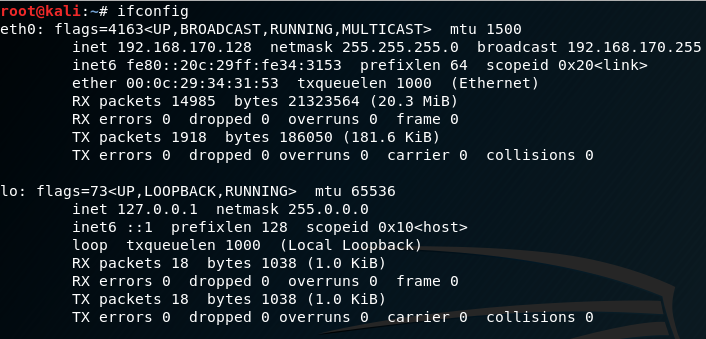 root@kali:~# ifconfig
eth0: flags=4163<UP,BROADCAST,RUNNING,MULTICAST>  mtu 1500
        inet 192.168.170.128  netmask 255.255.255.0  broadcast 192.168.170.255
        inet6 fe80::20c:29ff:fe34:3153  prefixlen 64  scopeid 0x20<link>
        ether 00:0c:29:34:31:53  txqueuelen 1000  (Ethernet)
        RX packets 14985  bytes 21323564 (20.3 MiB)
        RX errors 0  dropped 0  overruns 0  frame 0
        TX packets 1918  bytes 186050 (181.6 KiB)
        TX errors 0  dropped 0 overruns 0  carrier 0  collisions 0

lo: flags=73<UP,LOOPBACK,RUNNING>  mtu 65536
        inet 127.0.0.1  netmask 255.0.0.0
        inet6 ::1  prefixlen 128  scopeid 0x10<host>
        loop  txqueuelen 1000  (Local Loopback)
        RX packets 18  bytes 1038 (1.0 KiB)
        RX errors 0  dropped 0  overruns 0  frame 0
        TX packets 18  bytes 1038 (1.0 KiB)
        TX errors 0  dropped 0 overruns 0  carrier 0  collisions 0